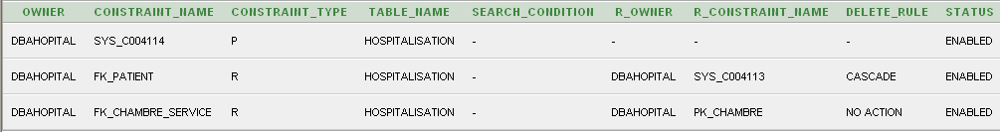 OWNER CONSTRAINT_NAME CONSTRAINT_TYPE TABLE_NAME SEARCH_CONDITION R_OWNER R_CONSTRAINT_NAME DELETE_RULE STATUS
DBAHOPITAL SYS_C004114 P HOSPITALISATION - - - - ENABLED
DBAHOPITAL FK_PATIENT R HOSPITALISATION - DBAHOPITAL SYS_C004113 CASCADE ENABLED
DBAHOPITAL FK_CHAMBRE_SERVICE R HOSPITALISATION - DBAHOPITAL PK_CHAMBRE NO ACTION ENABLED